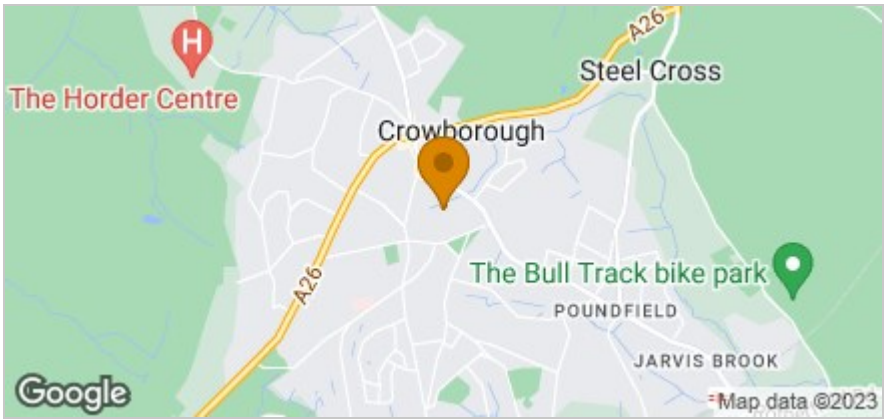 A26
H
Steel Cross
The Horder Centre
Crowborough
The Bull Track bike park
A26
POUNDFIELD
JARVIS BROOK
Google
Map data ©2023